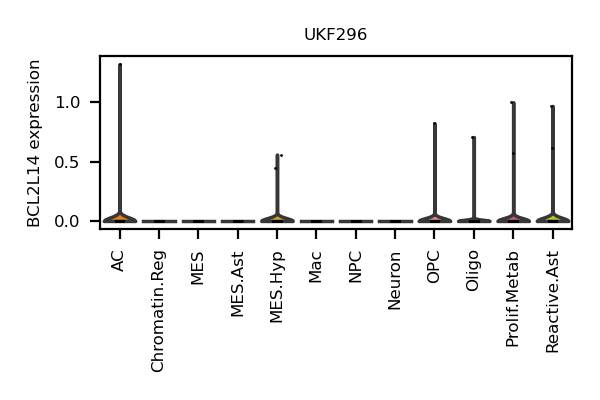 UKF296
BCL2L14 expression
1.0
0.5
0.0
AC
Chromatin.Reg
MES
MES.Ast
MES.Hyp
Mac
NPC
Neuron
OPC
Oligo
Prolif.Metab
Reactive.Ast